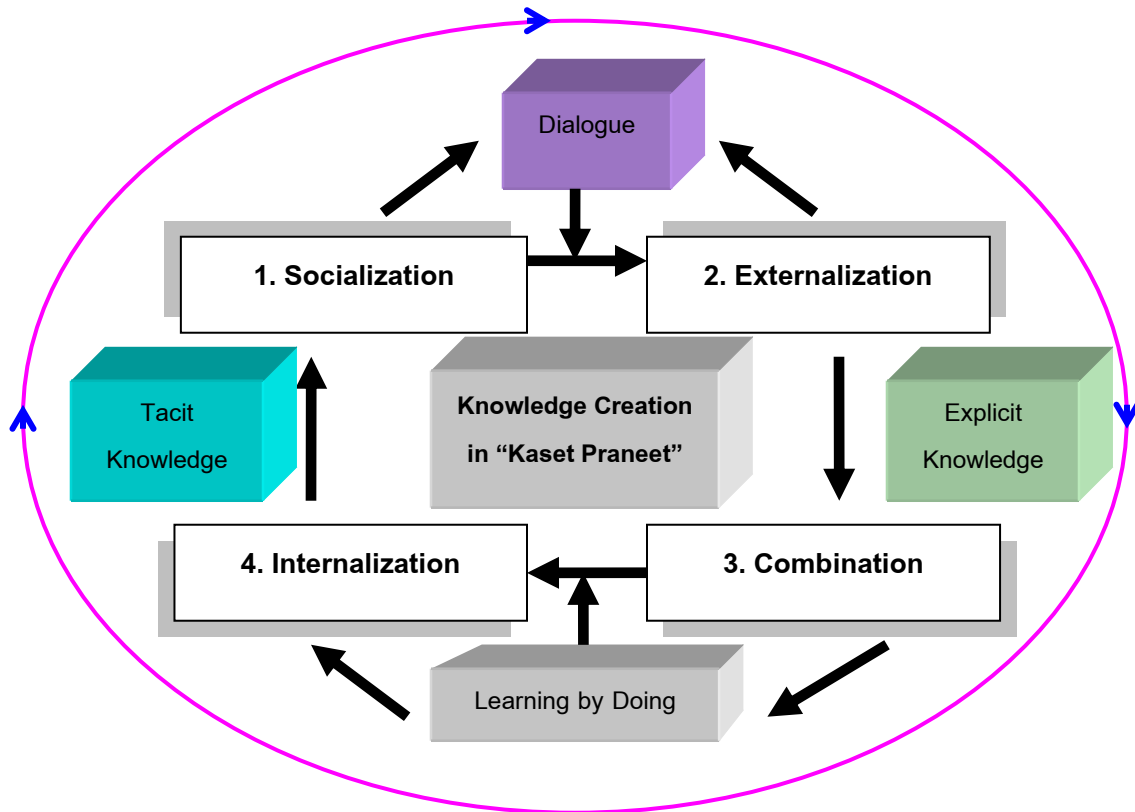 Dialogue
1. Socialization
2. Externalization
Tacit
Knowledge
Knowledge Creation
in “Kaset Praneet”
Explicit
Knowledge
4. Internalization
3. Combination
Learning by Doing